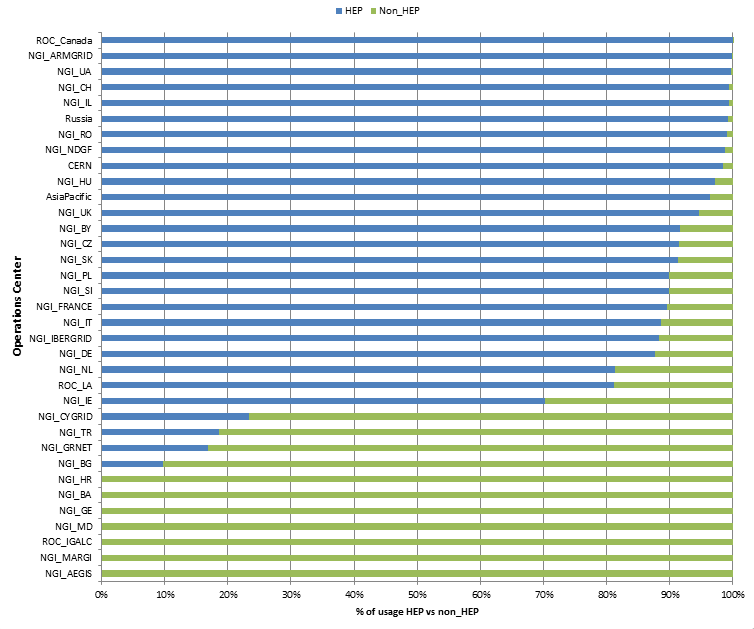 HEP Non_HEP
Operations Center
ROC_Canada
NGI_ARMGRID
NGI_UA
NGI_CH
NGI_IL
Russia
NGI_RO
NGI_NDGF
CERN
NGI_HU
AsiaPacific
NGI_UK
NGI_BY
NGI_CZ
NGI_SK
NGI_PL
NGI_SI
NGI_FRANCE
NGI_IT
NGI_IBERGRID
NGI_DE
NGI_NL
ROC_LA
NGI_IE
NGI_CYGRID
NGI_TR
NGI_GRNET
NGI_BG
NGI_HR
NGI_BA
NGI_GE
NGI_MD
ROC_IGALC
NGI_MARGI
NGI_AEGIS
0% 10% 20% 30% 40% 50% 60% 70% 80% 90% 100%
% of usage HEP vs non_HEP